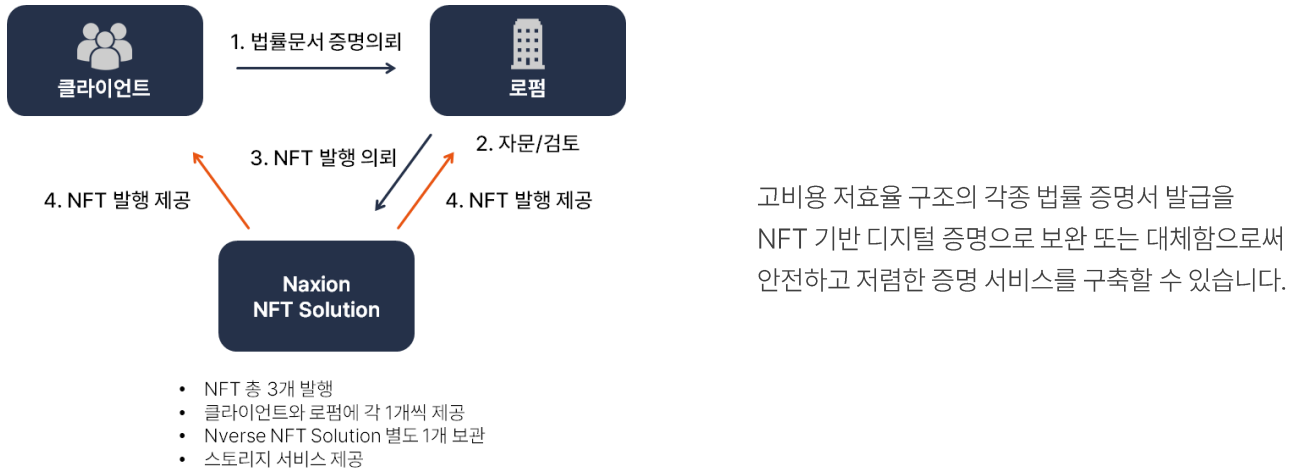 클라이언트
1. 법률문서 증명의뢰
로펌
2. 자문/검토
3. NFT 발행 의뢰
4. NFT 발행 제공
4. NFT 발행 제공
Naxion
NFT Solution
• NFT 총 3개 발행
• 클라이언트와 로펌에 각 1개씩 제공
• Nverse NFT Solution 별도 1개 보관
• 스토리지 서비스 제공
고비용 저효율 구조의 각종 법률 증명서 발급을
NFT 기반 디지털 증명으로 보완 또는 대체함으로써
안전하고 저렴한 증명 서비스를 구축할 수 있습니다.